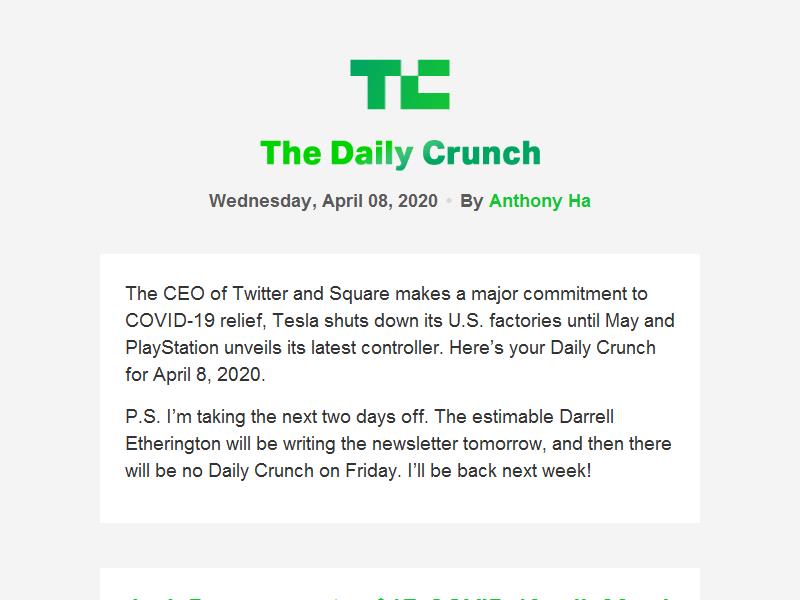 TC
The Daily Crunch
Wednesday, April 08, 2020 • By Anthony Ha
The CEO of Twitter and Square makes a major commitment to
COVID-19 relief, Tesla shuts down its U.S. factories until May and
PlayStation unveils its latest controller. Here’s your Daily Crunch
for April 8, 2020.
P.S. I’m taking the next two days off. The estimable Darrell
Etherington will be writing the newsletter tomorrow, and then there
will be no Daily Crunch on Friday. I’ll be back next week!